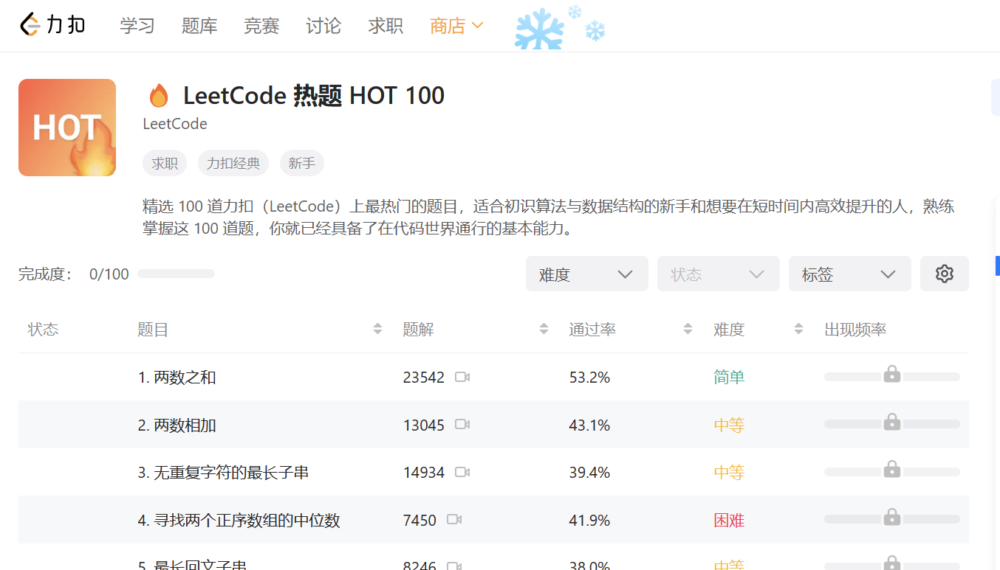 力扣 学习 题库 竞赛 讨论 求职 商店
HOT
LeetCode 热题 HOT 100
LeetCode
求职 力扣经典 新手
精选 100 道力扣（LeetCode）上最热门的题目，适合初识算法与数据结构的新手和想要在短时间内高效提升的人，熟练
掌握这 100 道题，你就已经具备了在代码世界通行的基本能力。
完成度： 0/100 难度 状态 标签
状态 题目 题解 通过率 难度 出现频率
1. 两数之和 23542 53.2% 简单
2. 两数相加 13045 43.1% 中等
3. 无重复字符的最长子串 14934 39.4% 中等
4. 寻找两个正序数组的中位数 7450 41.9% 困难
5. 最长回文子串 8246 38.0% 中等